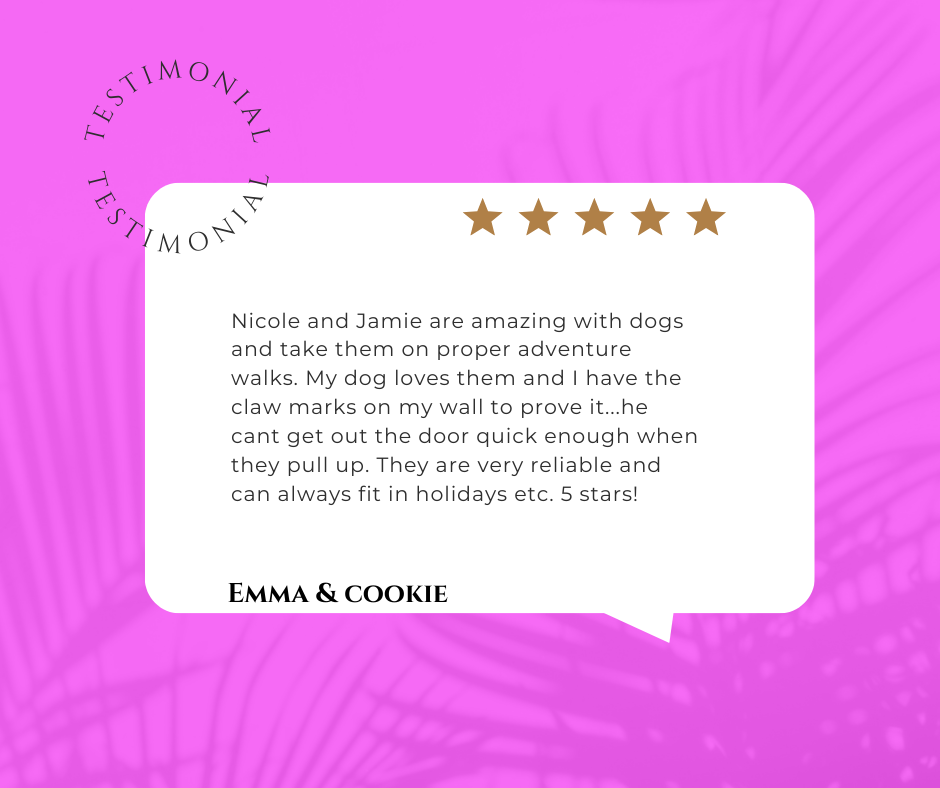 TESTIMONIAL
TESTIMONIAL
Nicole and Jamie are amazing with dogs
and take them on proper adventure
walks. My dog loves them and I have the
claw marks on my wall to prove it...he
cant get out the door quick enough when
they pull up. They are very reliable and
can always fit in holidays etc. 5 stars!
Emma & cookie